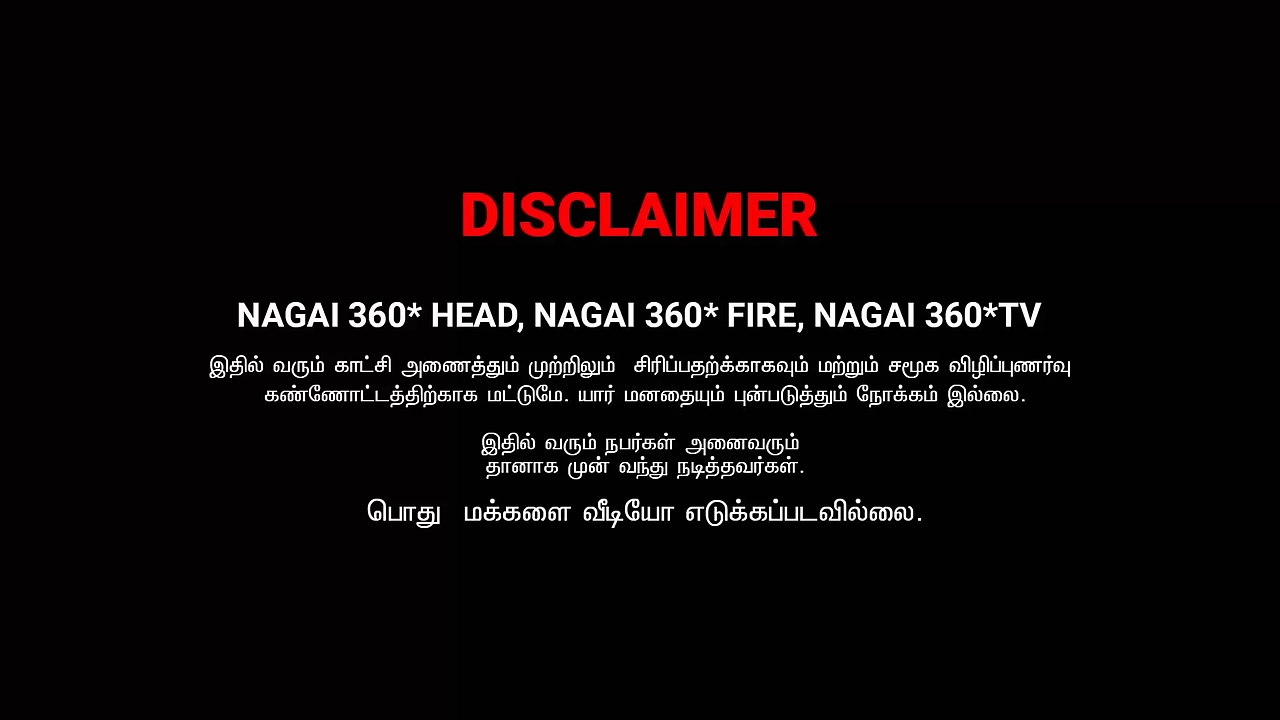 DISCLAIMER
NAGAI 360* HEAD, NAGAI 360* FIRE, NAGAI 360*TV
இதில் வரும் காட்சி அணைத்தும் முற்றிலும் சிரிப்பதற்க்காகவும் மற்றும் சமூக விழிப்புணர்வு
கண்ணோட்டத்திற்காக மட்டுமே. யார் மனதையும் புன்படுத்தும் நோக்கம் இல்லை.
இதில் வரும் நபர்கள் அனைவரும்
தானாக முன் வந்து நடித்தவர்கள்.
பொது மக்களை வீடியோ எடுக்கப்படவில்லை.